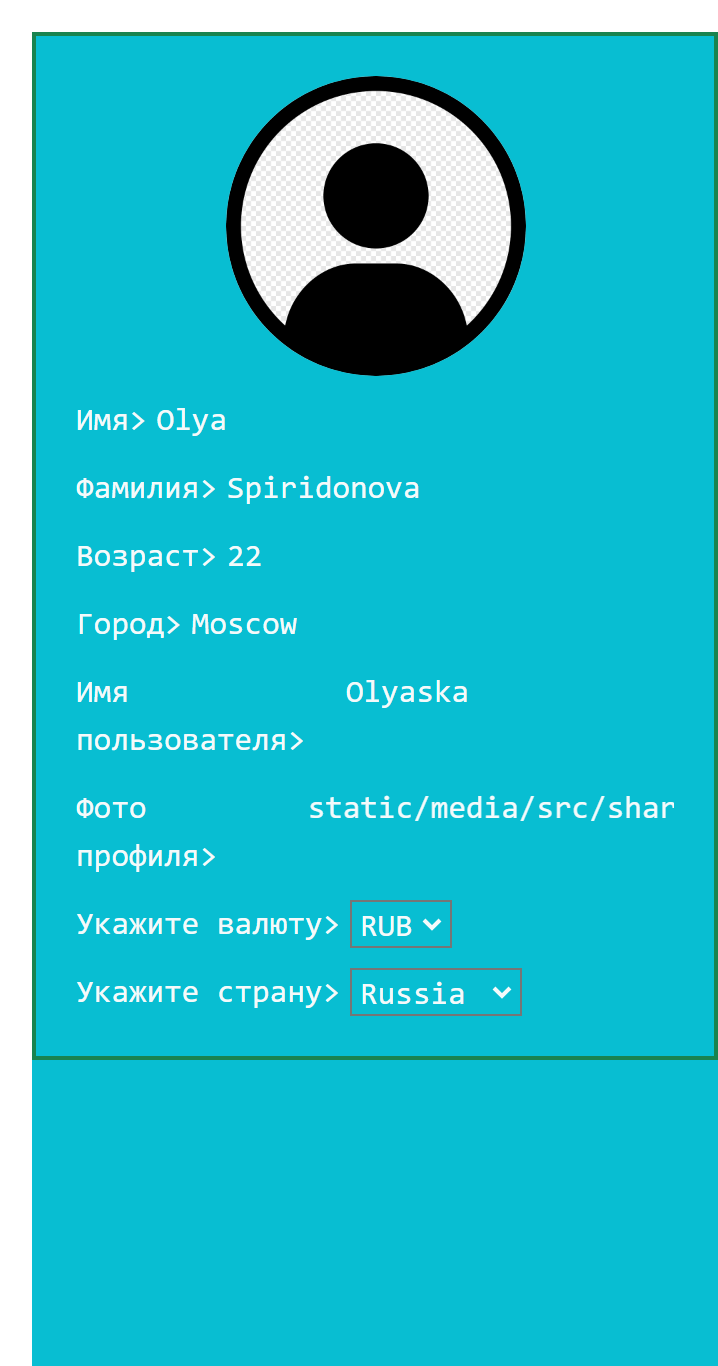 Имя> Olya
Фамилия> Spiridonova
Возраст> 22
Город> Moscow
Имя Olyaska
пользователя>
Фото static/media/src/shar
профиля>
Укажите валюту> RUB
Укажите страну> Russia